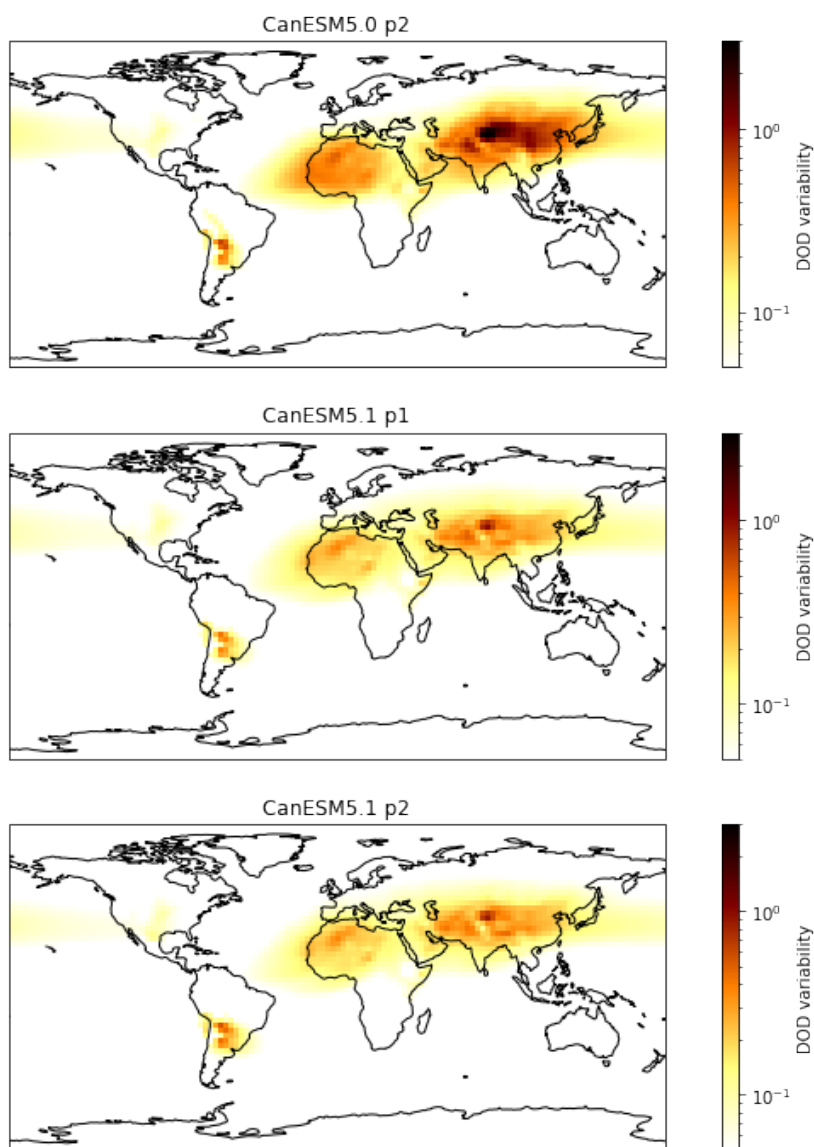 CanESM5.0 p2
10⁰
10⁻¹
DOD variability
CanESM5.1 p1
10⁰
10⁻¹
DOD variability
CanESM5.1 p2
10⁰
10⁻¹
DOD variability